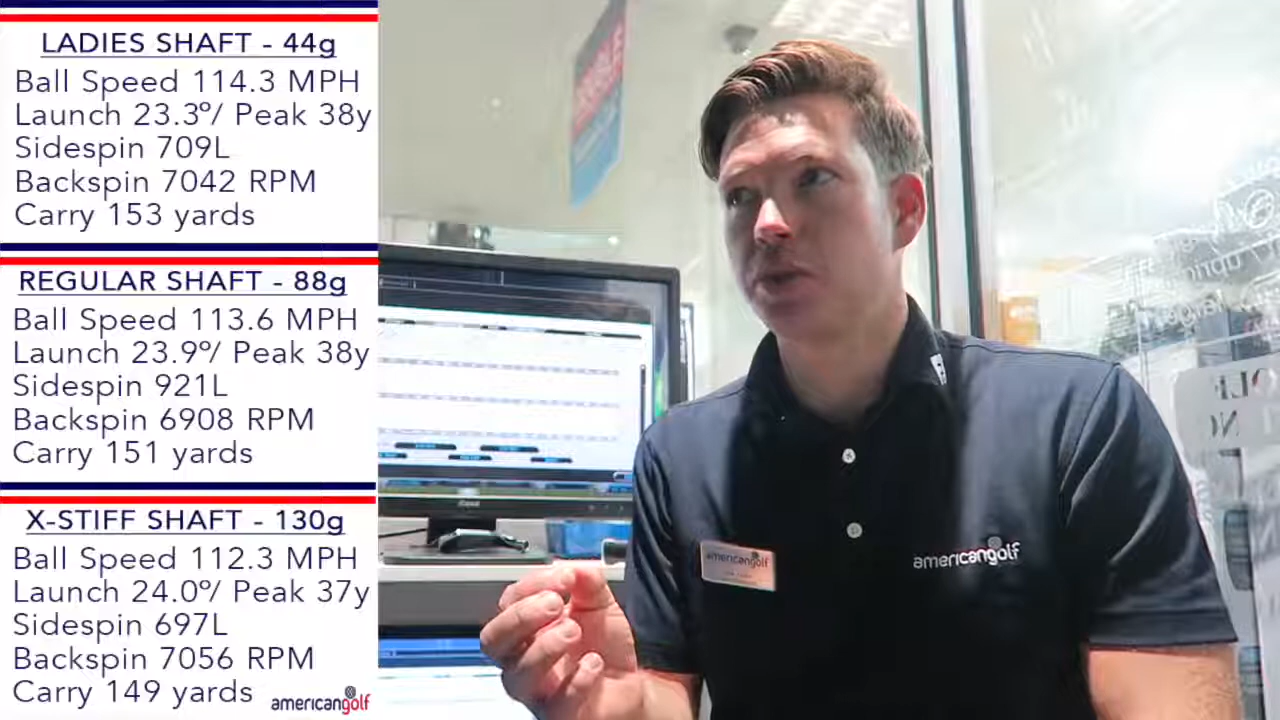 LADIES SHAFT - 44g
Ball Speed 114.3 MPH
Launch 23.3º/ Peak 38y
Sidespin 709L
Backspin 7042 RPM
Carry 153 yards
REGULAR SHAFT - 88g
Ball Speed 113.6 MPH
Launch 23.9º/ Peak 38y
Sidespin 921L
Backspin 6908 RPM
Carry 151 yards
X-STIFF SHAFT - 130g
Ball Speed 112.3 MPH
Launch 24.0º/ Peak 37y
Sidespin 697L
Backspin 7056 RPM
Carry 149 yards
americangolf
americangolf
americangolf